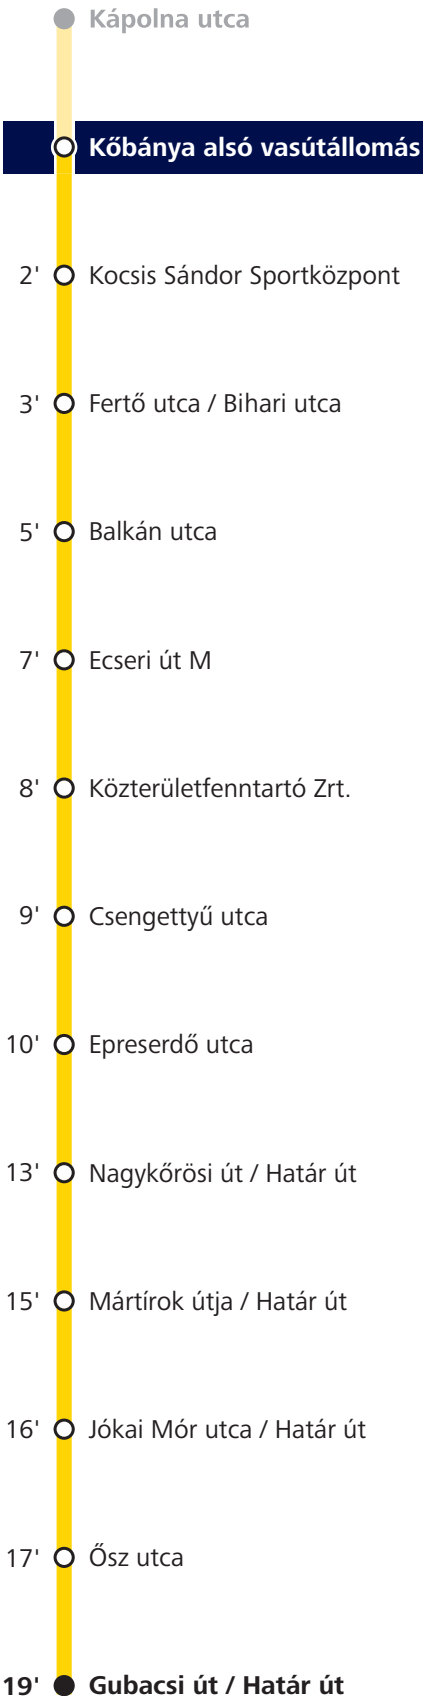 Kápolna utca
Kőbánya alsó vasútállomás
2' Kocsis Sándor Sportközpont
3' Fertő utca / Bihari utca
5' Balkán utca
7' Ecseri út M
8' Közterületfenntartó Zrt.
9' Csengettyű utca
10' Epreserdő utca
13' Nagykőrösi út / Határ út
15' Mártírok útja / Határ út
16' Jókai Mór utca / Határ út
17' Ősz utca
19' Gubacsi út / Határ út